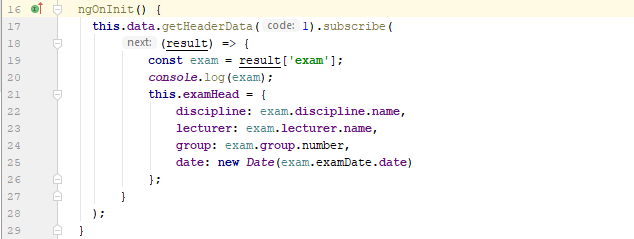 16 ngOnInit() {
17 this.data.getHeaderData( code: 1).subscribe(
18 next: (result) => {
19 const exam = result['exam'];
20 console.log(exam);
21 this.examHead = {
22 discipline: exam.discipline.name,
23 lecturer: exam.lecturer.name,
24 group: exam.group.number,
25 date: new Date(exam.examDate.date)
26 };
27 }
28 );
29 }